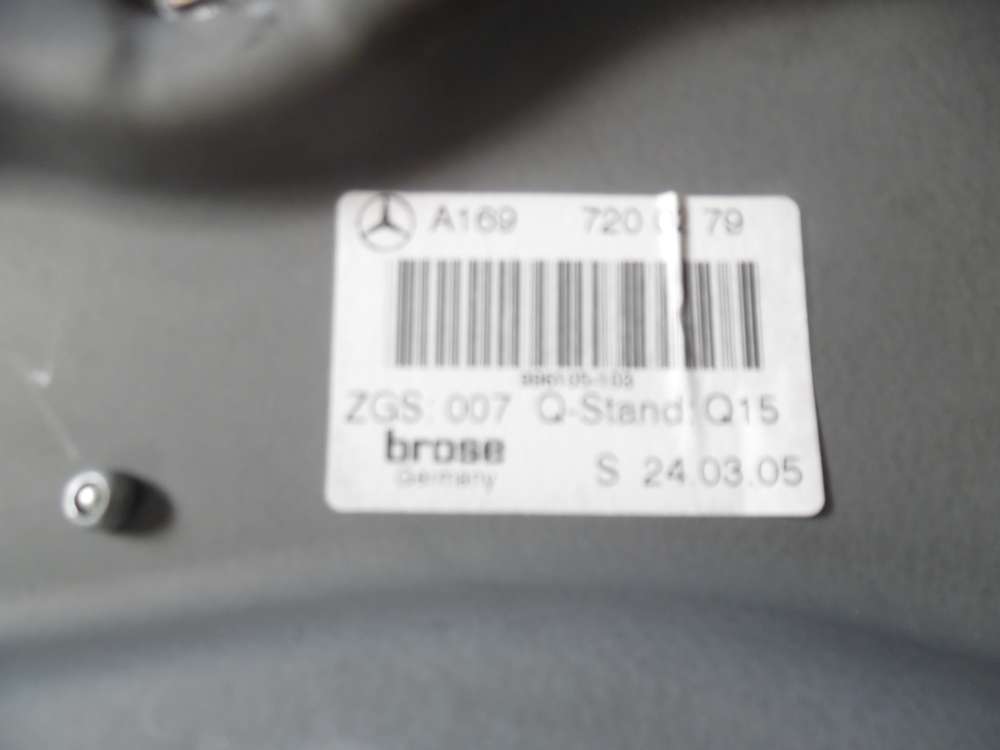 A169 720 79
ZGS 007 Q-Stand Q15
brose
Germany
S 24.03.05